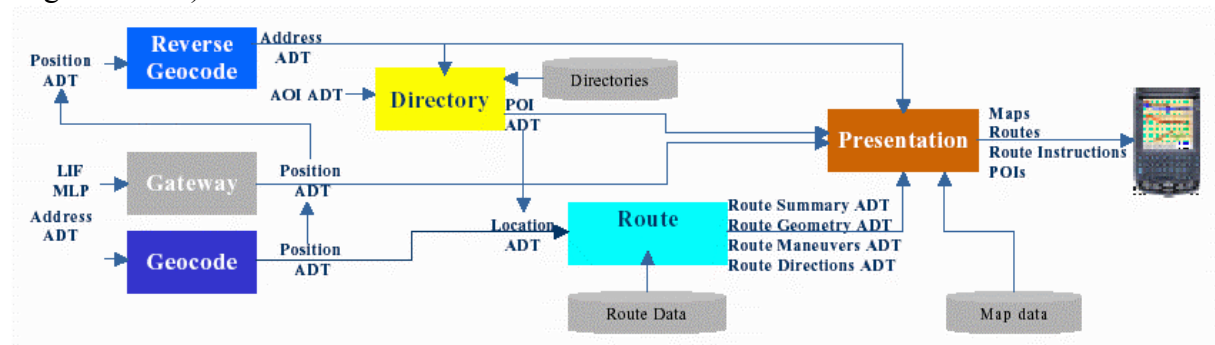 Reverse
Geocode
Address
ADT
Position
ADT
AOI ADT
Directory
Directories
POI
ADT
Presentation
Maps
Routes
Route Instructions
POIs
LIF
MLP
Gateway
Position
ADT
Address
ADT
Geocode
Position
ADT
Location
ADT
Route
Route Summary ADT
Route Geometry ADT
Route Maneuvers ADT
Route Directions ADT
Route Data
Map data